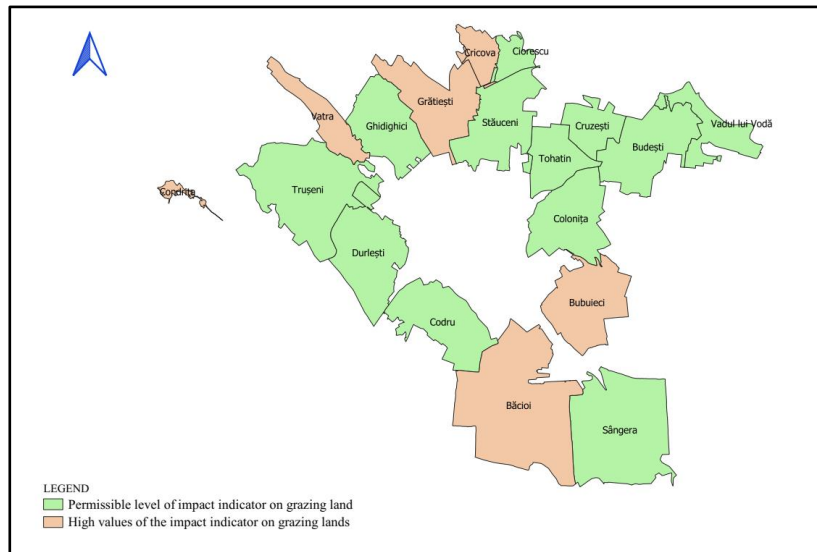 Cricova
Ciorescu
Vatra
Grătiești
Ghidighici
Stăuceni
Cruzești
Vadul lui Vodă
Budești
Tohatin
Condrița
Trușeni
Colonița
Durlești
Bubuieci
Codru
Băcioi
Sângera
LEGEND
Permissible level of impact indicator on grazing land
High values of the impact indicator on grazing lands